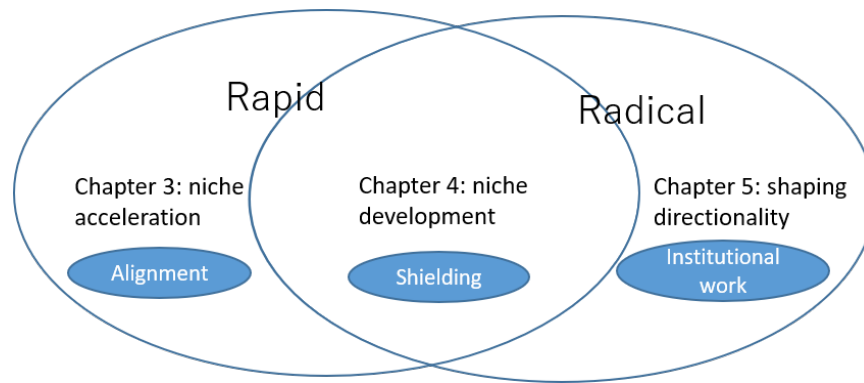 Rapid
Radical
Chapter 3: niche
acceleration
Alignment
Chapter 4: niche
development
Shielding
Chapter 5: shaping
directionality
Institutional
work